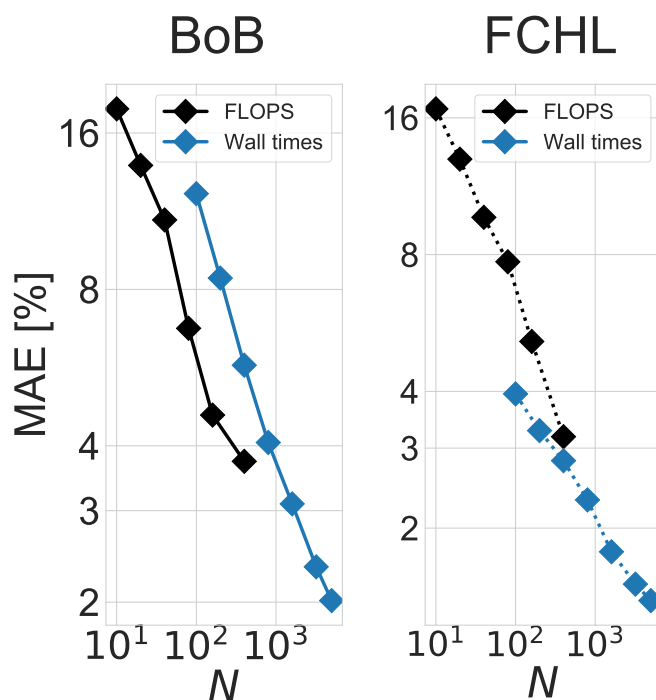 BoB
FCHL
FLOPS
Wall times
FLOPS
Wall times
MAE [%]
16
8
4
3
2
16
8
4
3
2
10¹ 10² 10³
10¹ 10² 10³
N
N